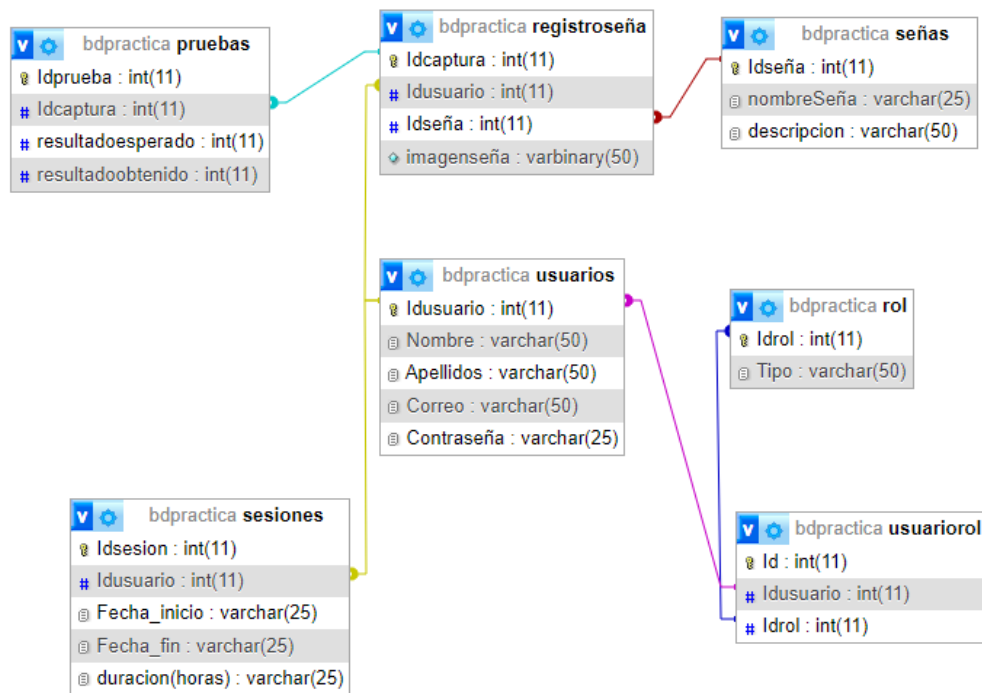 v bdpractica pruebas
Idprueba : int(11)
# Idcaptura : int(11)
# resultadoesperado : int(11)
# resultadoobtenido : int(11)
v bdpractica registroseña
Idcaptura : int(11)
# Idusuario : int(11)
# Idseña : int(11)
imagenseña : varbinary(50)
v bdpractica señas
Idseña : int(11)
nombreSeña : varchar(25)
descripcion : varchar(50)
v bdpractica usuarios
Idusuario : int(11)
Nombre : varchar(50)
Apellidos : varchar(50)
Correo : varchar(50)
Contraseña : varchar(25)
v bdpractica rol
Idrol : int(11)
Tipo : varchar(50)
v bdpractica sesiones
Idsesion : int(11)
# Idusuario : int(11)
Fecha_inicio : varchar(25)
Fecha_fin : varchar(25)
duracion(horas) : varchar(25)
v bdpractica usuariorol
Id : int(11)
# Idusuario : int(11)
# Idrol : int(11)